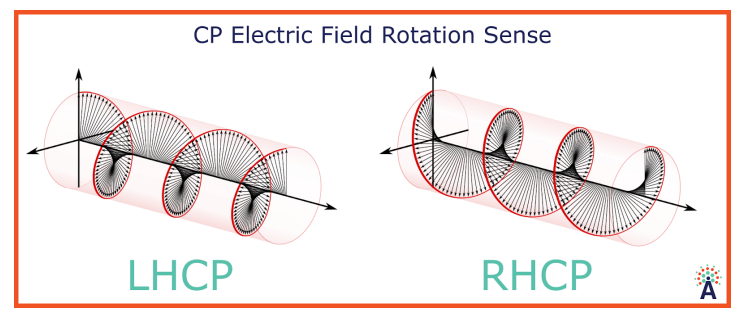 CP Electric Field Rotation Sense
LHCP
RHCP
A